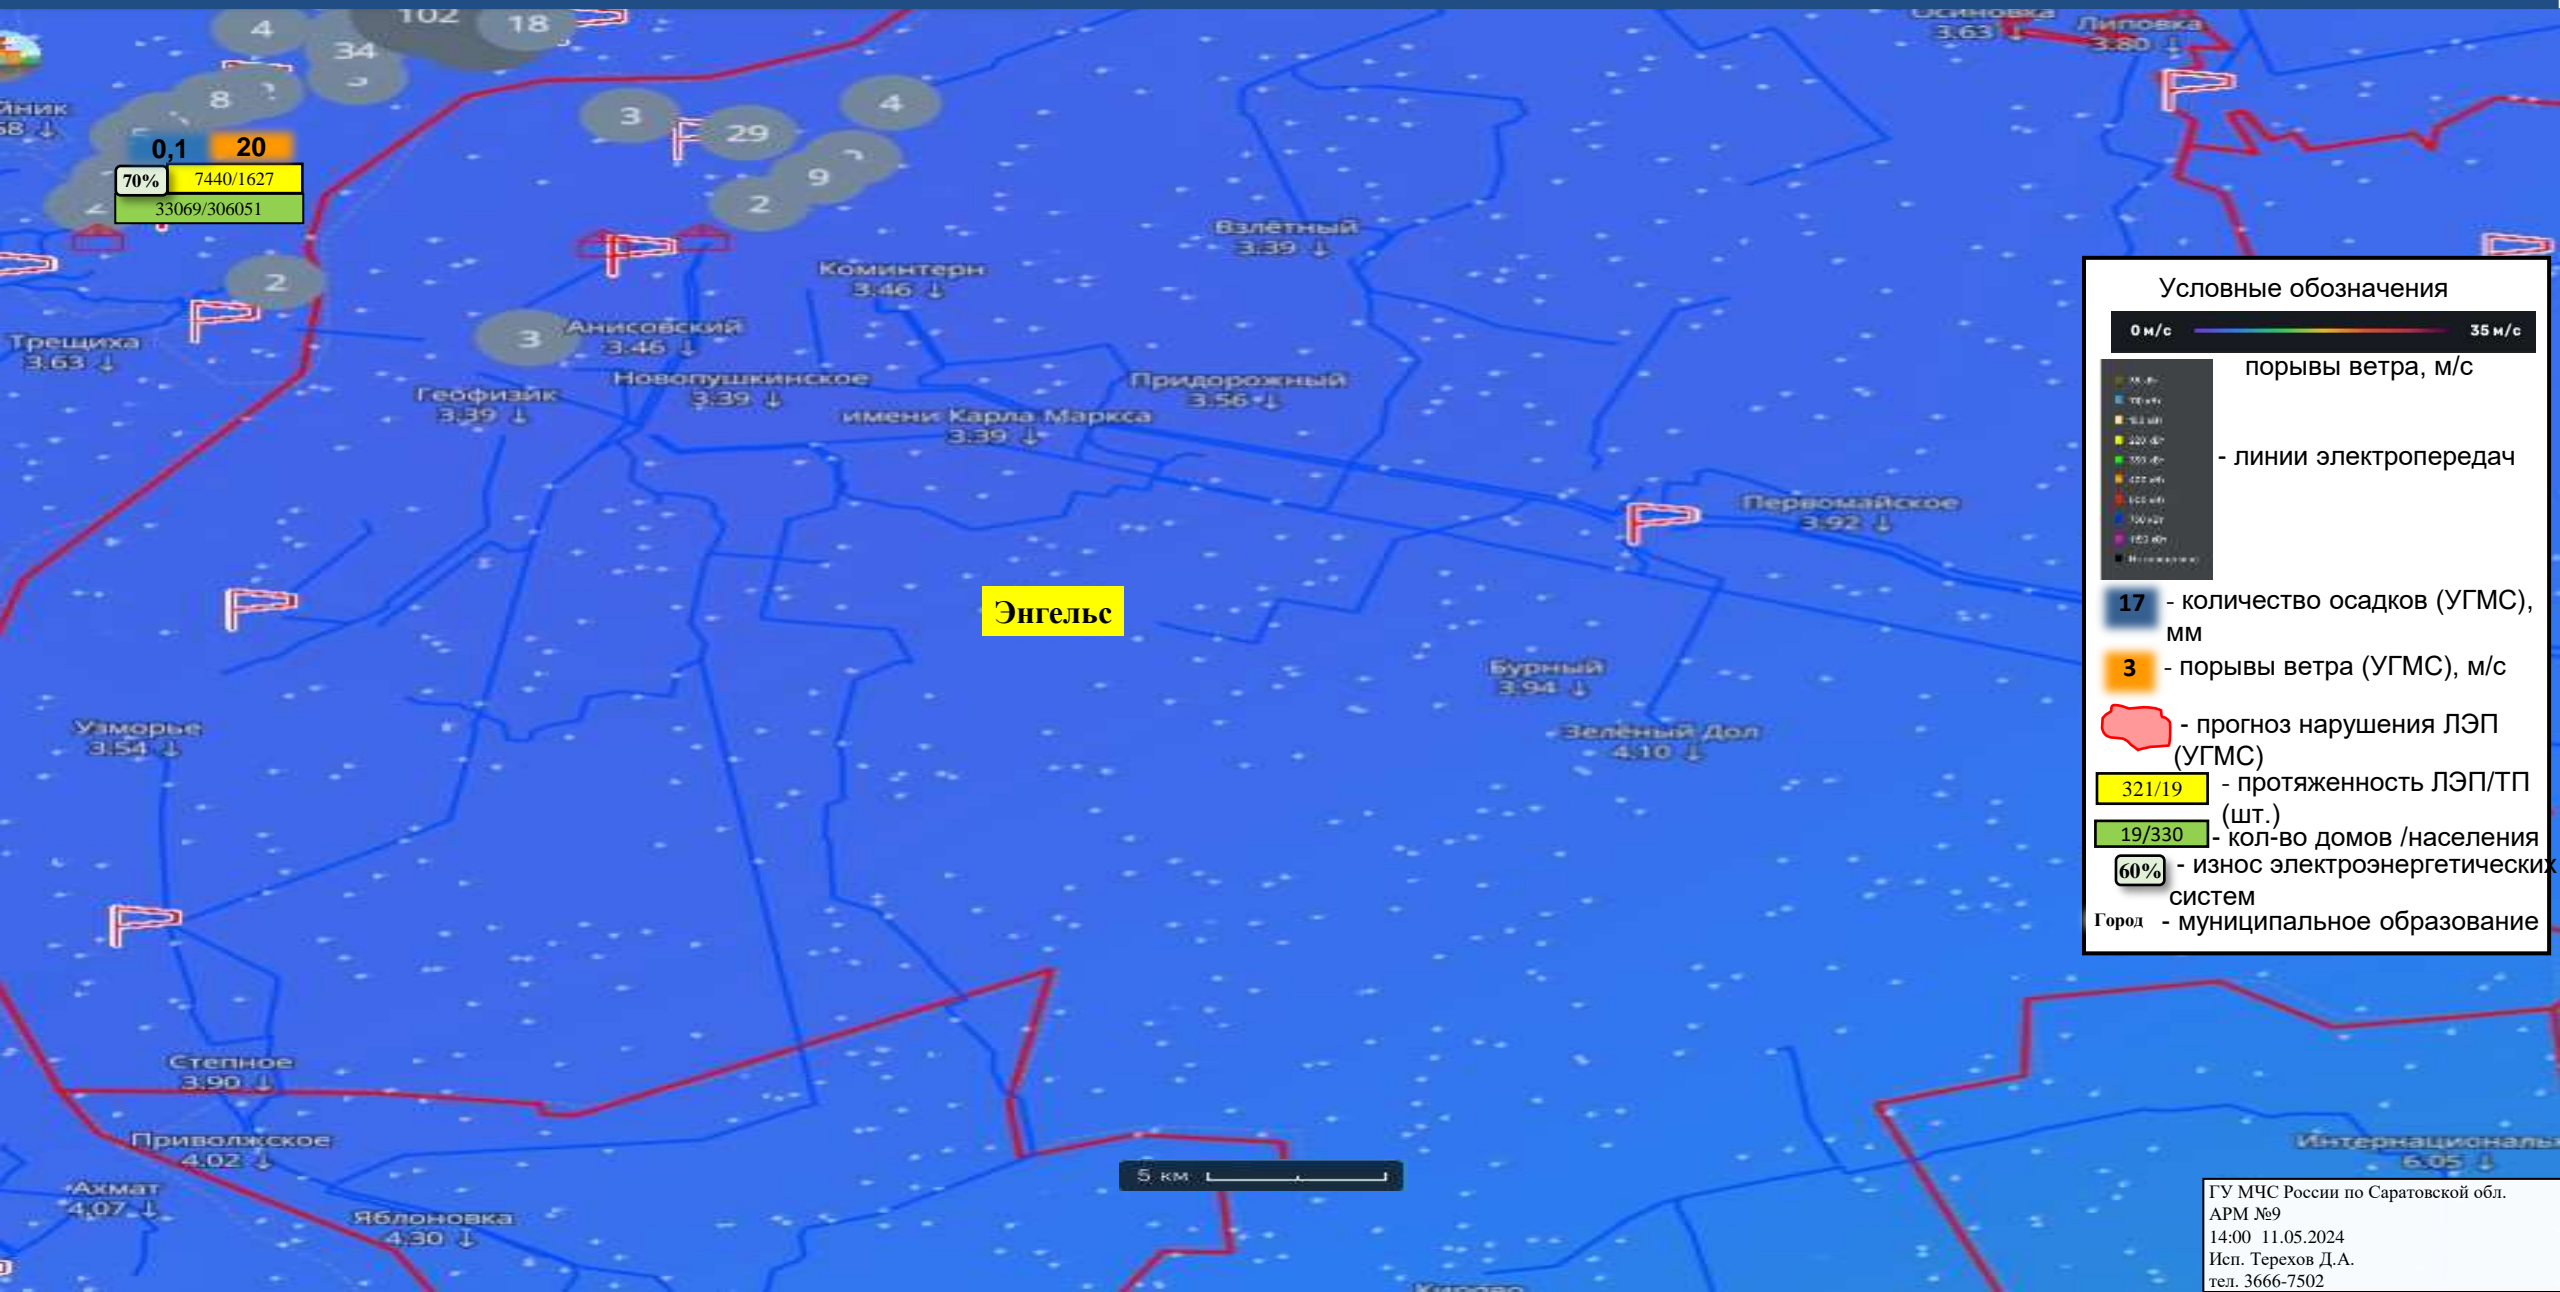 102
18
4
34
8
3
29
4
9
2
Осиновка
3.63 ↓
Липовка
3.80 ↓
0,1
20
70%
7440/1627
33069/306051
2
3
Взлётный
3.39 ↓
Коминтерн
3.46 ↓
Анисовский
3.46 ↓
Трещиха
3.63 ↓
Геофизик
3.39 ↓
Новопушкинское
3.39 ↓
имени Карла Маркса
3.39 ↓
Придорожный
3.56 ↓
Первомайское
3.92 ↓
Энгельс
Бурный
3.94 ↓
Зелёный Дол
4.10 ↓
Узморье
3.54 ↓
Степное
3.90 ↓
Приволжское
4.02 ↓
Ахмат
4.07 ↓
Яблоновка
4.30 ↓
6.05 ↓
5 км
Условные обозначения
0 м/с
35 м/с
порывы ветра, м/с
- линии электропередач
17 - количество осадков (УГМС),
мм
3 - порывы ветра (УГМС), м/с
- прогноз нарушения ЛЭП
(УГМС)
321/19 - протяженность ЛЭП/ТП
(шт.)
19/330 - кол-во домов /населения
60% - износ электроэнергетических
систем
Город - муниципальное образование
ГУ МЧС России по Саратовской обл.
АРМ №9
14:00 11.05.2024
Исп. Терехов Д.А.
тел. 3666-7502